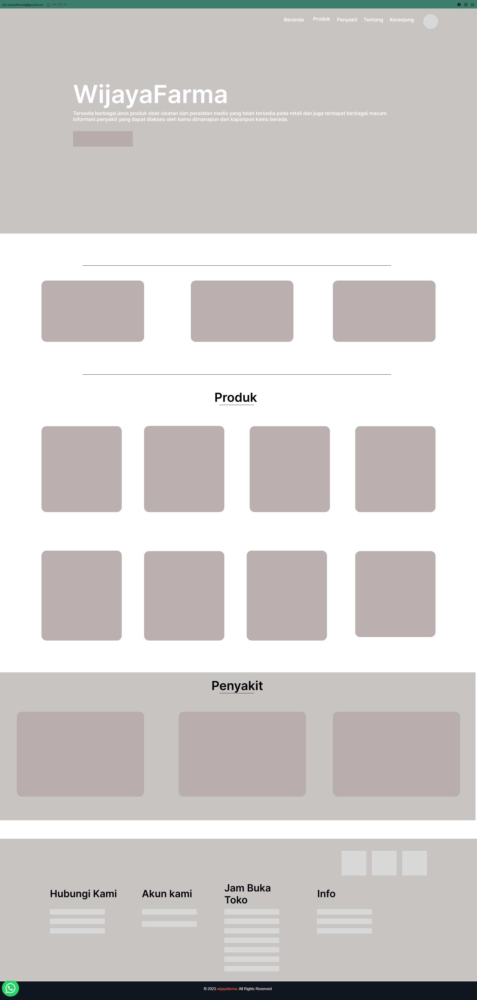 wijayafarma@gmail.com +62-222-22
Beranda Produk Penyakit Tentang Keranjang
WijayaFarma
Tersedia berbagai jenis produk obat-obatan dan peralatan medis yang telah tersedia pada retail dan juga terdapat berbagai macam
informasi penyakit yang dapat diakses oleh kamu dimanapun dan kapanpun kamu berada.
Produk
Penyakit
Hubungi Kami
Akun kami
Jam Buka
Toko
Info
© 2023 wijayafarma. All Rights Reserved